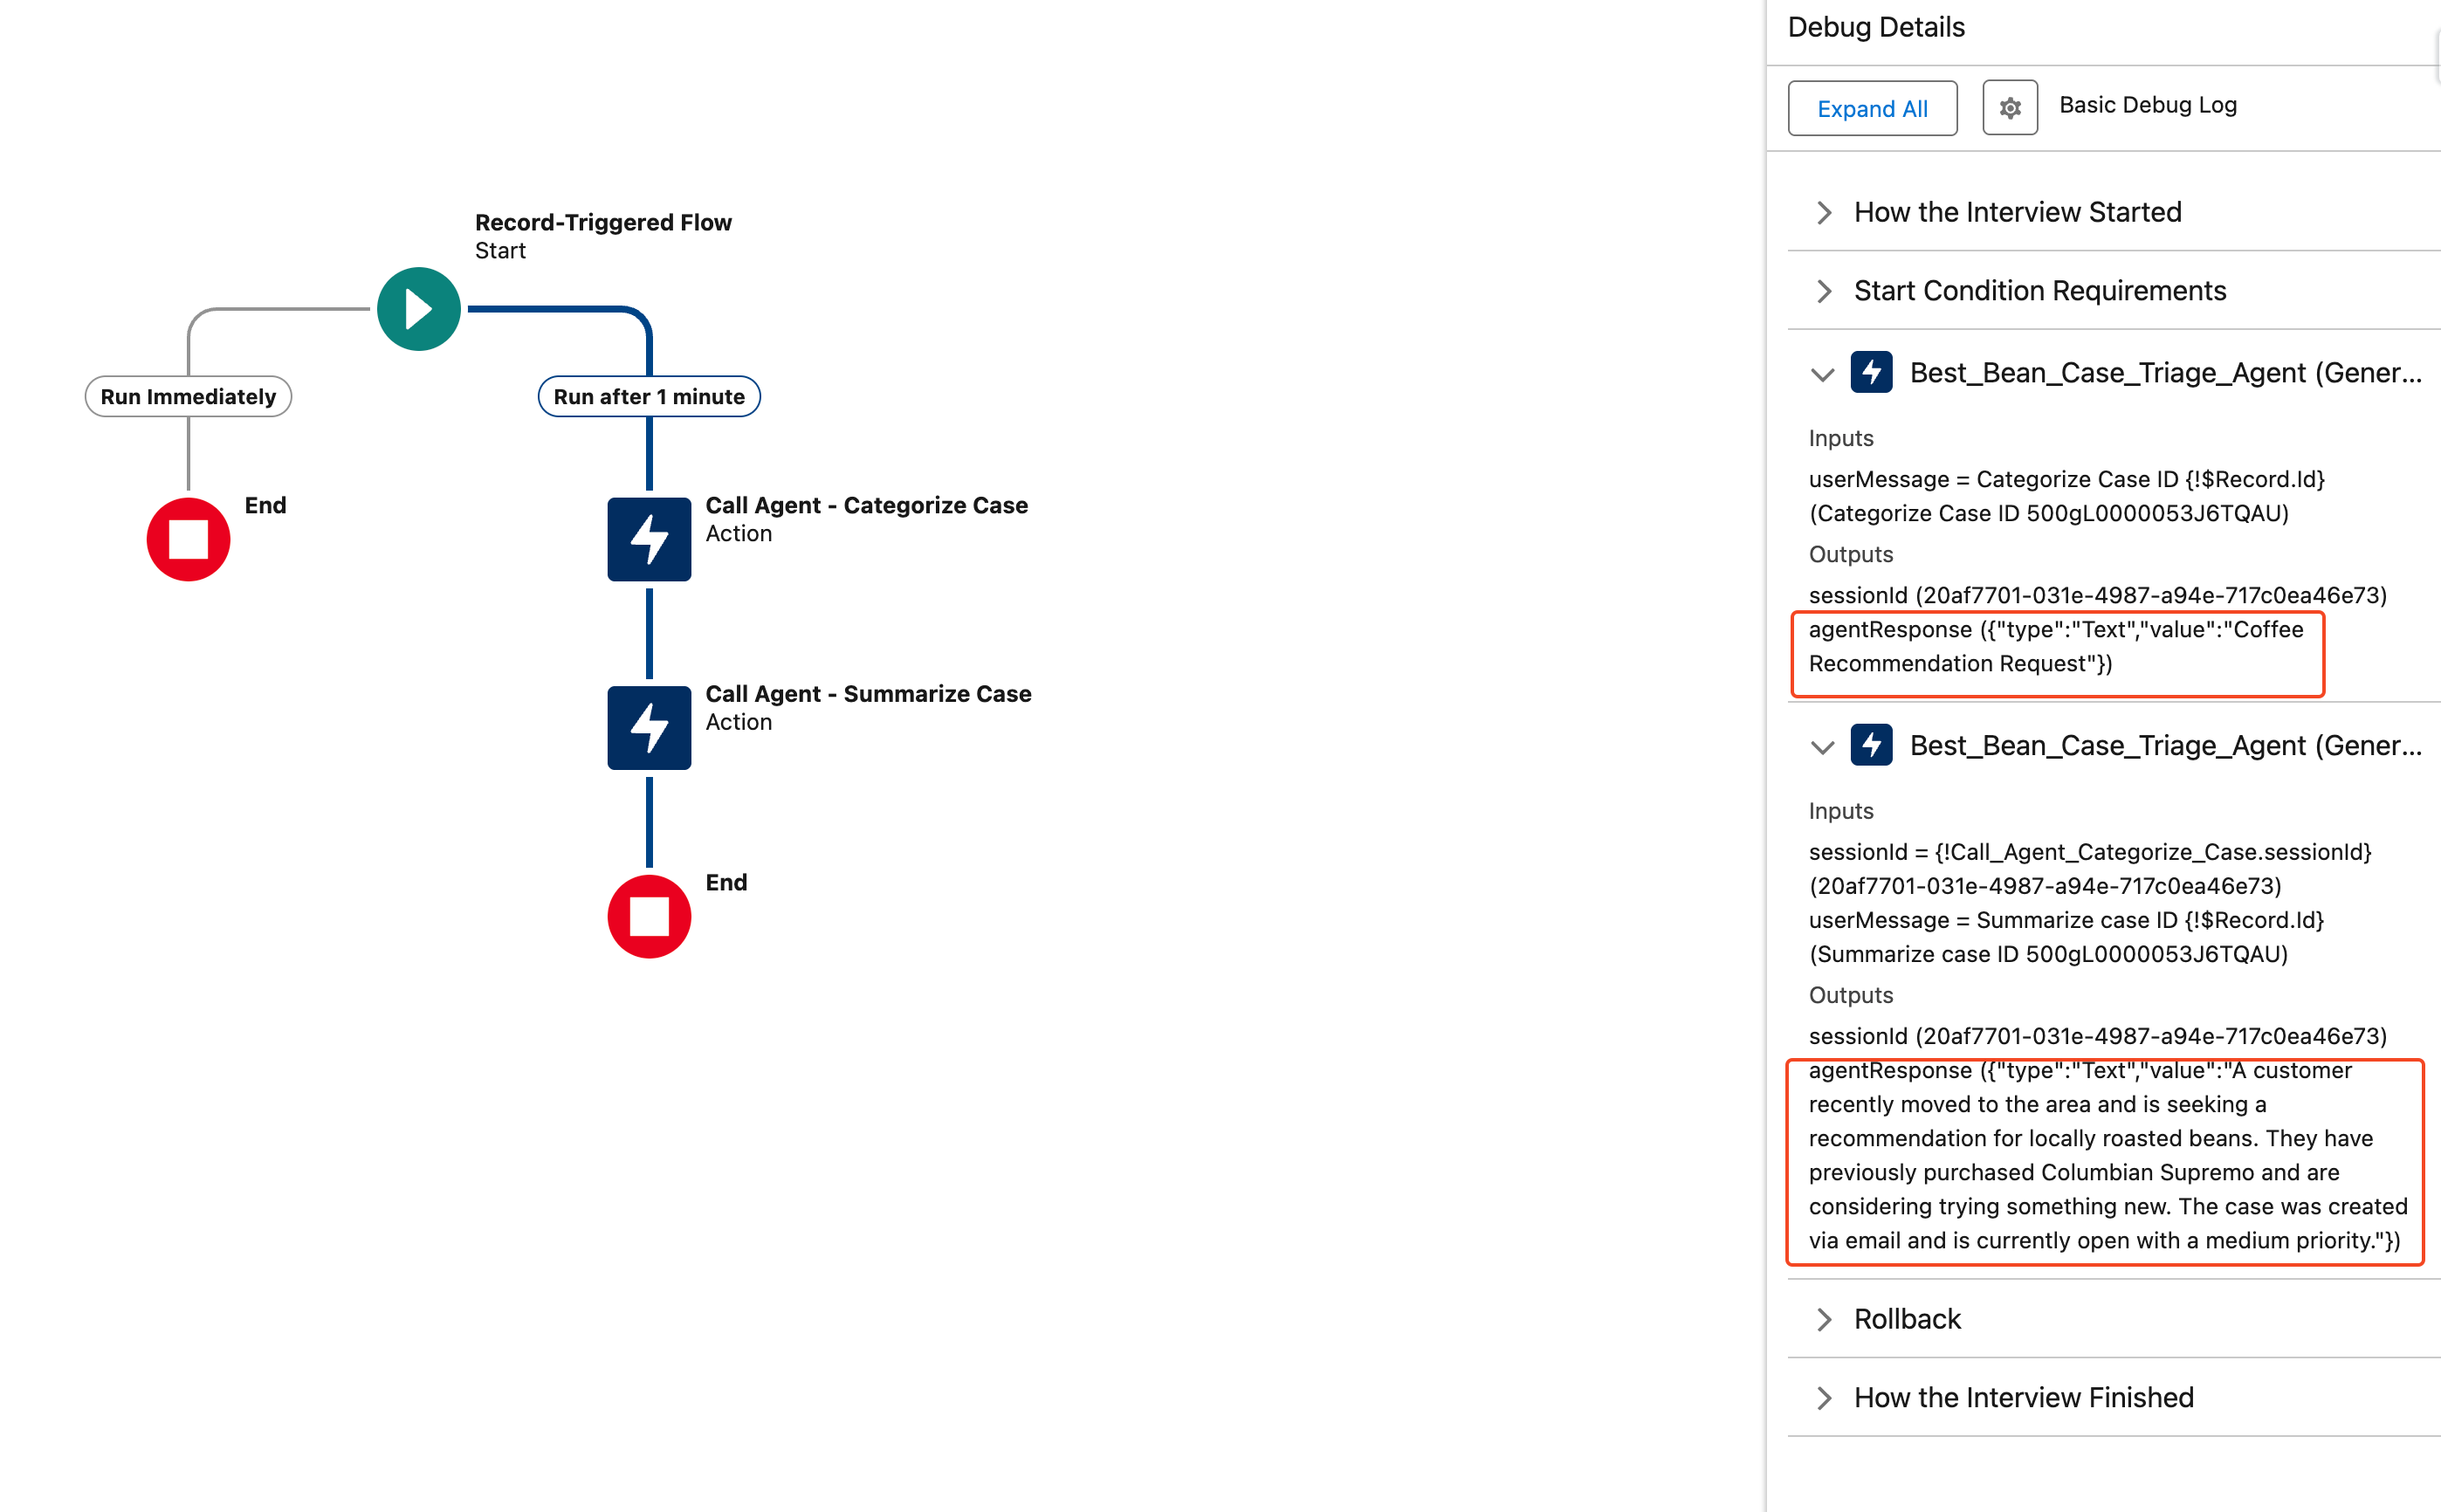 Record-Triggered Flow
Start
Run Immediately
Run after 1 minute
End
Call Agent - Categorize Case
Action
Call Agent - Summarize Case
Action
End
Debug Details
Expand All
Basic Debug Log
How the Interview Started
Start Condition Requirements
Best_Bean_Case_Triage_Agent (Gener...
Inputs
userMessage = Categorize Case ID {!$Record.Id}
(Categorize Case ID 500gL0000053J6TQAU)
Outputs
sessionId (20af7701-031e-4987-a94e-717c0ea46e73)
agentResponse ({"type":"Text","value":"Coffee
Recommendation Request"})
Best_Bean_Case_Triage_Agent (Gener...
Inputs
sessionId = {!Call_Agent_Categorize_Case.sessionId}
(20af7701-031e-4987-a94e-717c0ea46e73)
userMessage = Summarize case ID {!$Record.Id}
(Summarize case ID 500gL0000053J6TQAU)
Outputs
sessionId (20af7701-031e-4987-a94e-717c0ea46e73)
agentResponse ({"type":"Text","value":"A customer
recently moved to the area and is seeking a
recommendation for locally roasted beans. They have
previously purchased Columbian Supremo and are
considering trying something new. The case was created
via email and is currently open with a medium priority."})
Rollback
How the Interview Finished